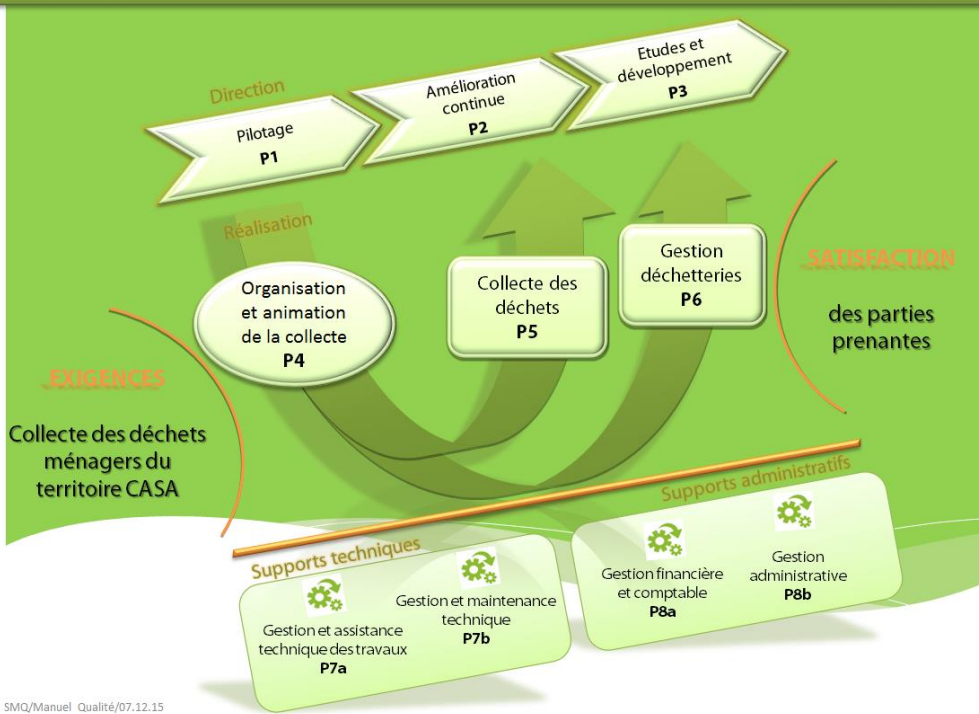 Direction
Pilotage
P1
Amélioration
continue
P2
Etudes et
développement
P3
Réalisation
Organisation
et animation
de la collecte
P4
Collecte des
déchets
P5
Gestion
déchetteries
P6
EXIGENCES
Collecte des déchets
ménagers du
territoire CASA
SATISFACTION
des parties
prenantes
Supports techniques
Gestion et assistance
technique des travaux
P7a
Gestion et maintenance
technique
P7b
Supports administratifs
Gestion financière
et comptable
P8a
Gestion
administrative
P8b
SMQ/Manuel Qualité/07.12.15